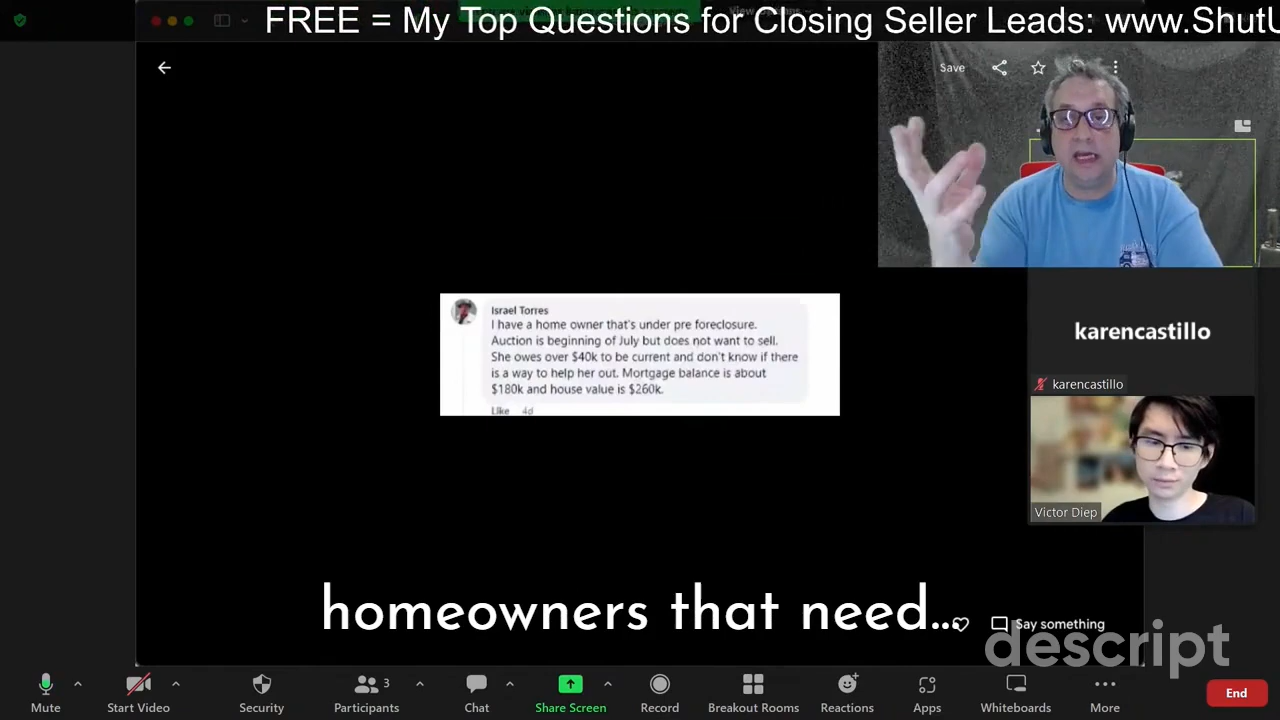 FREE = My Top Questions for Closing Seller Leads: www.ShutU
Save
Israel Torres
I have a home owner that's under pre foreclosure.
Auction is beginning of July but does not want to sell.
She owes over $40k to be current and don't know if there
is a way to help her out. Mortgage balance is about
$180k and house value is $260k.
Like 4d
karencastillo
karencastillo
Victor Diep
homeowners that need...
Say something
descript
Mute
Start Video
Security
3
Participants
Chat
Share Screen
Record
Breakout Rooms
Reactions
Apps
Whiteboards
More
End